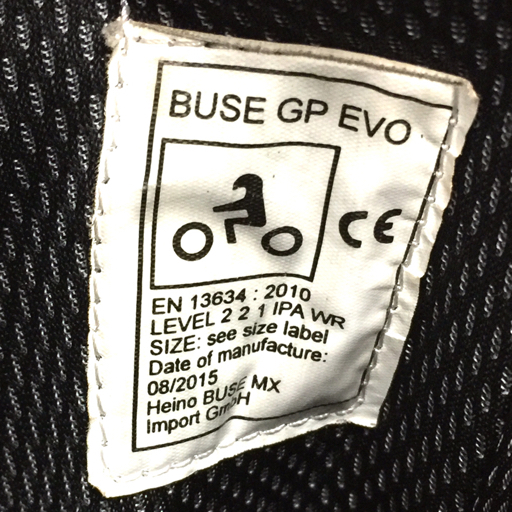 BUSE GP EVO
CE
EN 13634 : 2010
LEVEL 2 2 1 IPA WR
SIZE: see size label
Date of manufacture:
08/2015
Heino BUSE MX
Import GmbH